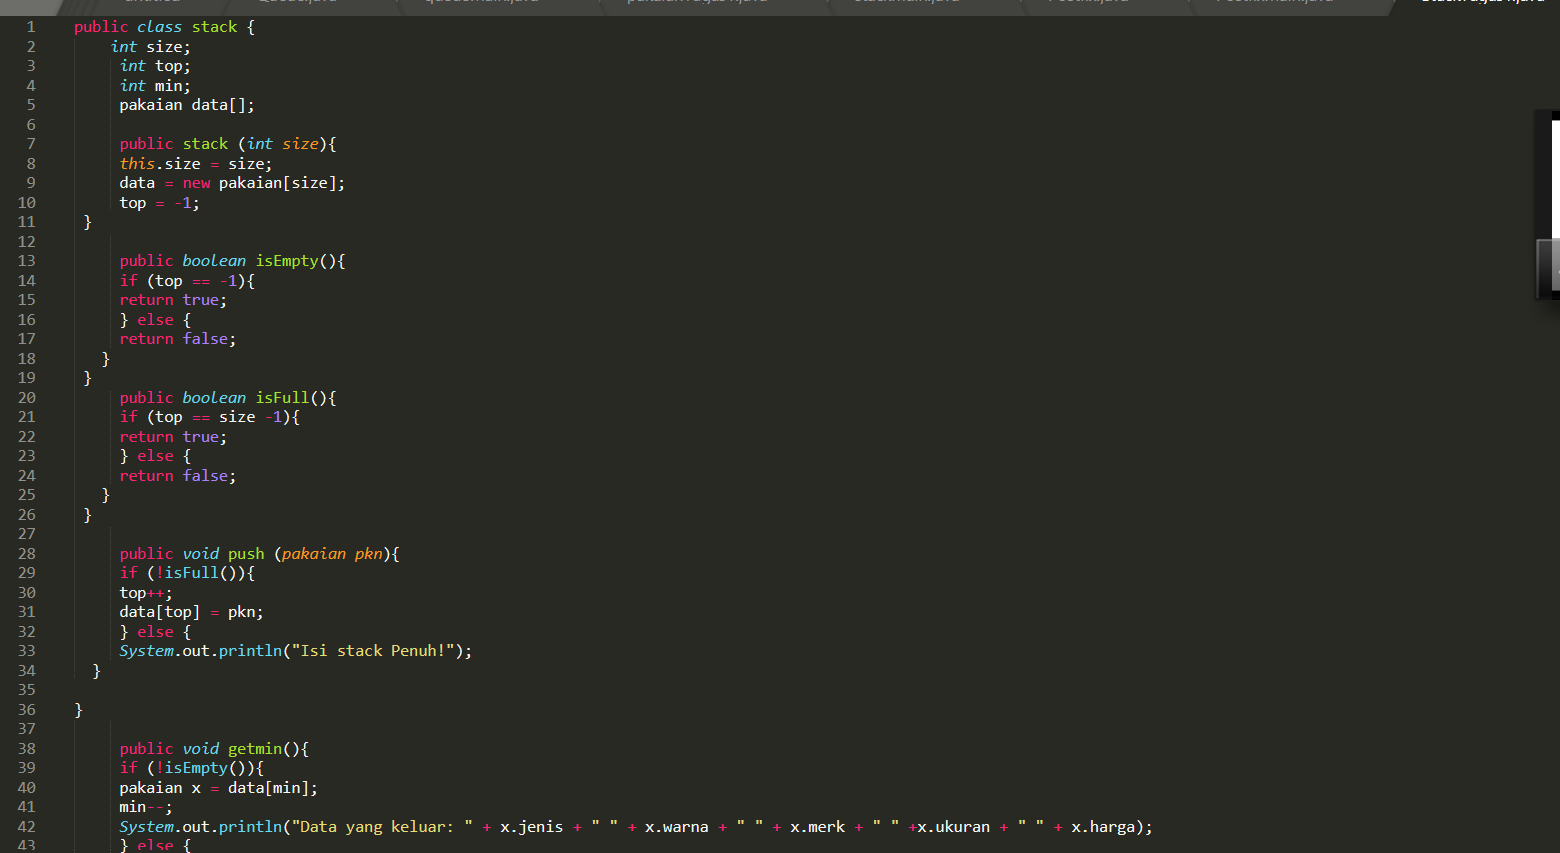 1 public class stack {
2 int size;
3 int top;
4 int min;
5 pakaian data[];
6
7 public stack (int size){
8 this.size = size;
9 data = new pakaian[size];
10 top = -1;
11 }
12
13 public boolean isEmpty(){
14 if (top == -1){
15 return true;
16 } else {
17 return false;
18 }
19 }
20 public boolean isFull(){
21 if (top == size -1){
22 return true;
23 } else {
24 return false;
25 }
26 }
27
28 public void push (pakaian pkn){
29 if (!isFull()){
30 top++;
31 data[top] = pkn;
32 } else {
33 System.out.println("Isi stack Penuh!");
34 }
35
36 }
37
38 public void getmin(){
39 if (!isEmpty()){
40 pakaian x = data[min];
41 min--;
42 System.out.println("Data yang keluar: " + x.jenis + " " + x.warna + " " + x.merk + " " +x.ukuran + " " + x.harga);
43 } else {